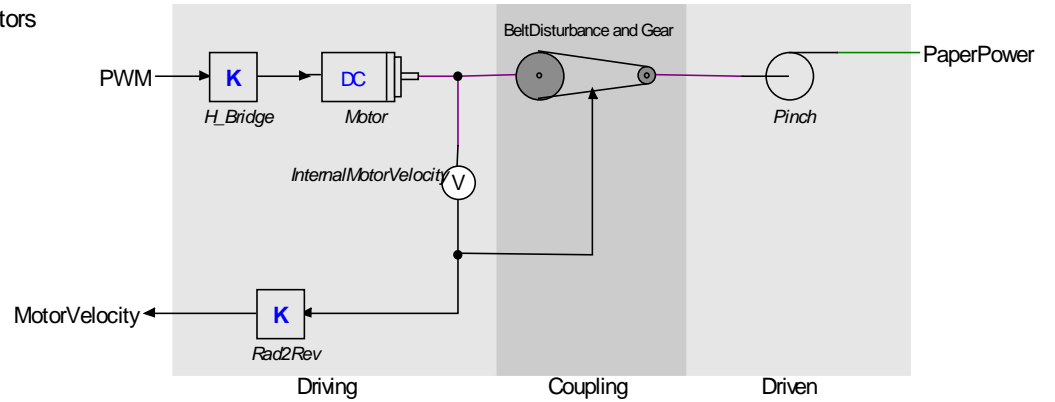 tors
BeltDisturbance and Gear
PaperPower
PWM
K
DC
H_Bridge
Motor
Pinch
InternalMotorVelocity
V
MotorVelocity
K
Rad2Rev
Driving
Coupling
Driven